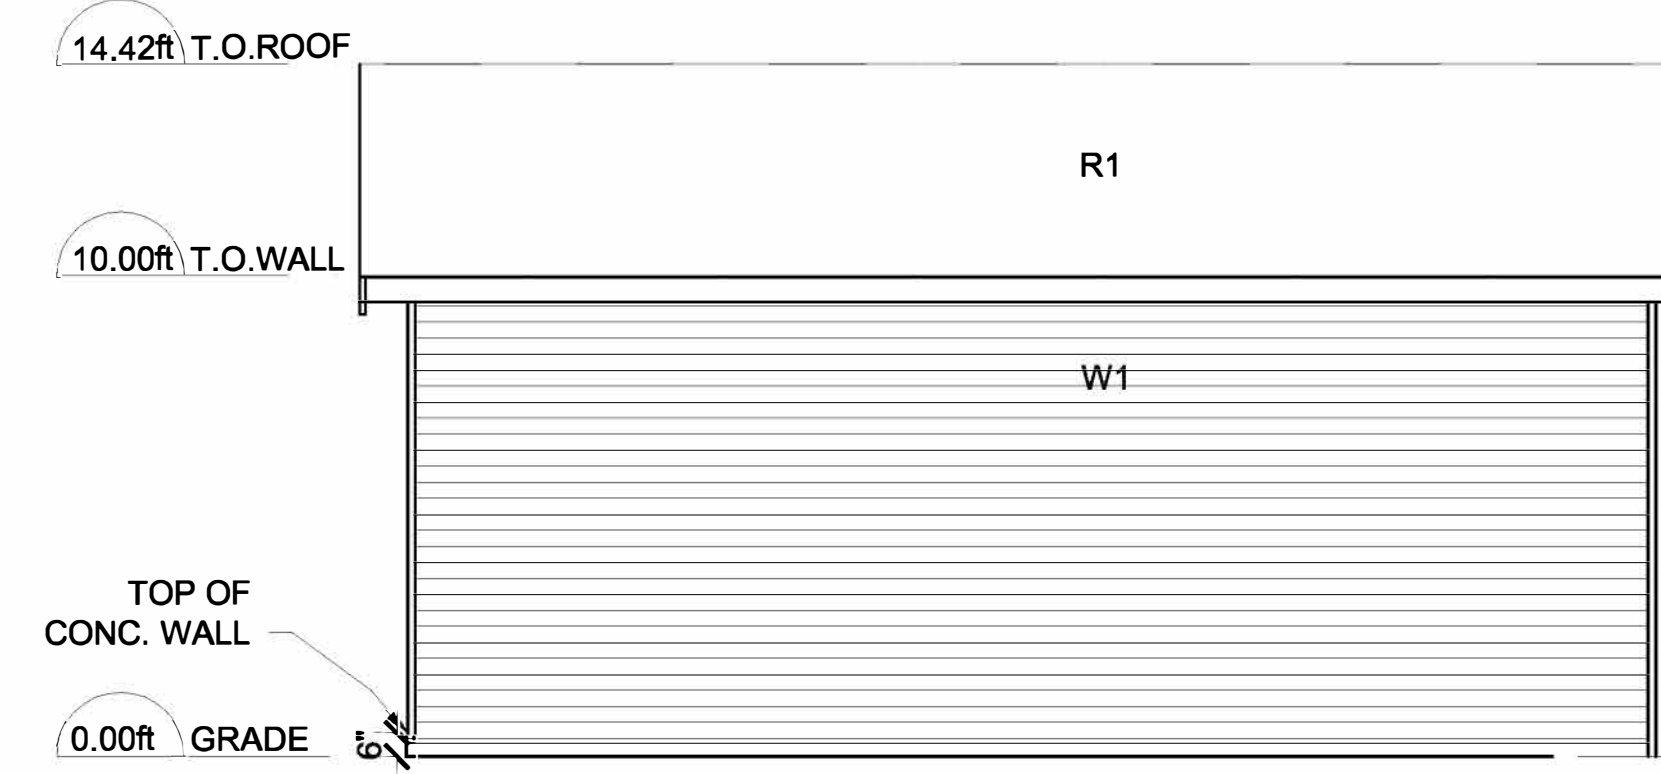 14.42ft T.O.ROOF
R1
10.00ft T.O.WALL
W1
TOP OF
CONC. WALL
0.00ft GRADE
6"